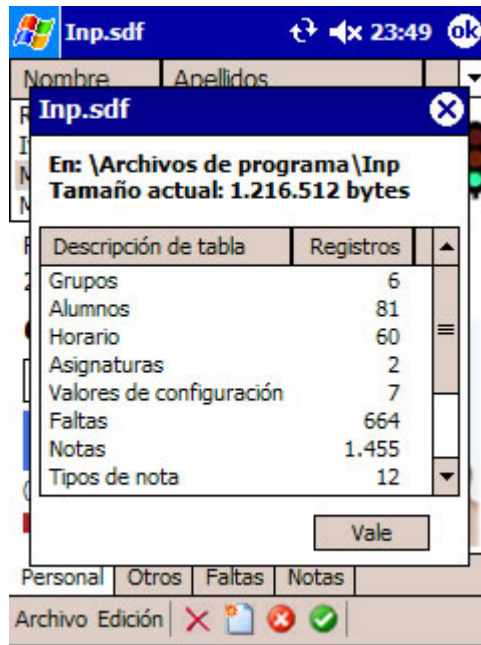 Inp.sdf 23:49 ok
Nombre Apellidos
Inp.sdf
En: \Archivos de programa\Inp
Tamaño actual: 1.216.512 bytes
Descripción de tabla Registros
Grupos 6
Alumnos 81
Horario 60
Asignaturas 2
Valores de configuración 7
Faltas 664
Notas 1.455
Tipos de nota 12
Vale
Personal Otros Faltas Notas
Archivo Edición